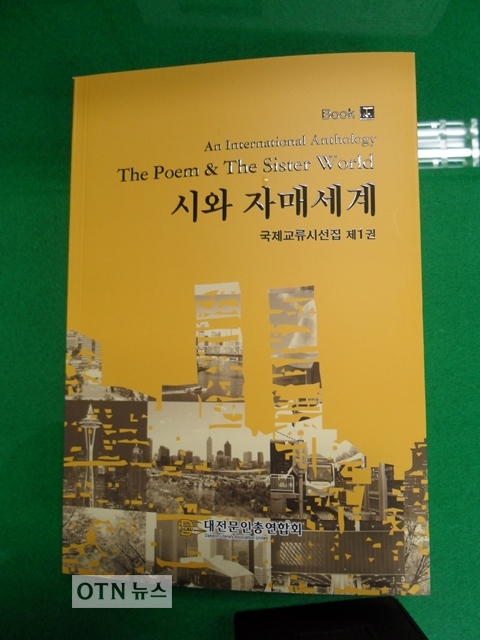 Book
An International Anthology
The Poem & The Sister World
시와 자매세계
국제교류시선집 제1권
대전문인총연합회
OTN 뉴스